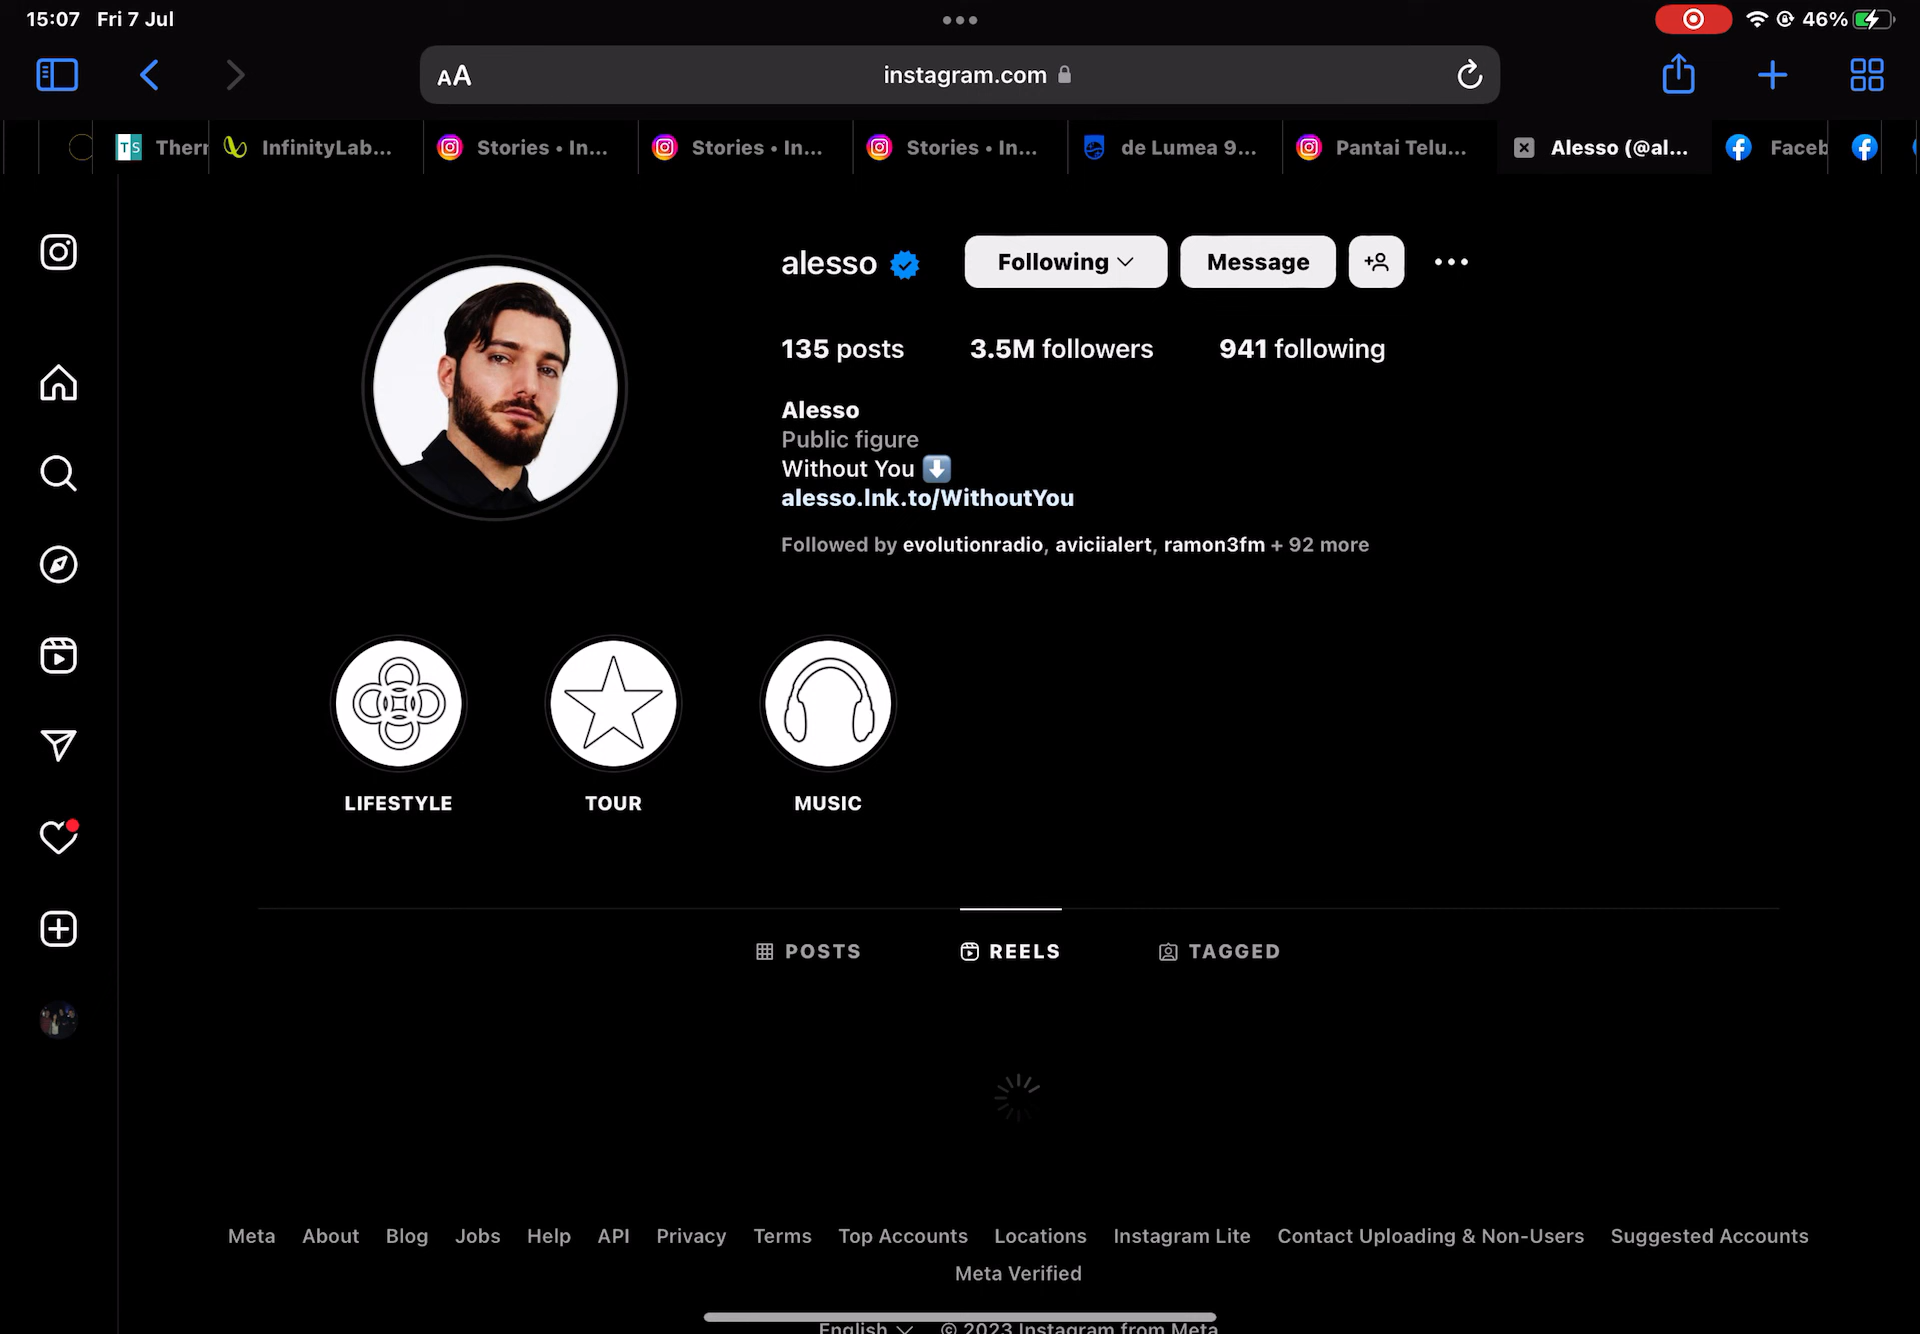 15:07 Fri 7 Jul
46%
AA instagram.com
InfinityLab...
Stories • In...
Stories • In...
Stories • In...
de Lumea 9...
Pantai Telu...
Alesso (@al...
alesso Following Message
135 posts 3.5M followers 941 following
Alesso
Public figure
Without You ⬇️
alesso.lnk.to/WithoutYou
Followed by evolutionradio, aviciialert, ramon3fm + 92 more
LIFESTYLE TOUR MUSIC
POSTS REELS TAGGED
Meta About Blog Jobs Help API Privacy Terms Top Accounts Locations Instagram Lite Contact Uploading & Non-Users Suggested Accounts
Meta Verified
English © 2023 Instagram from Meta